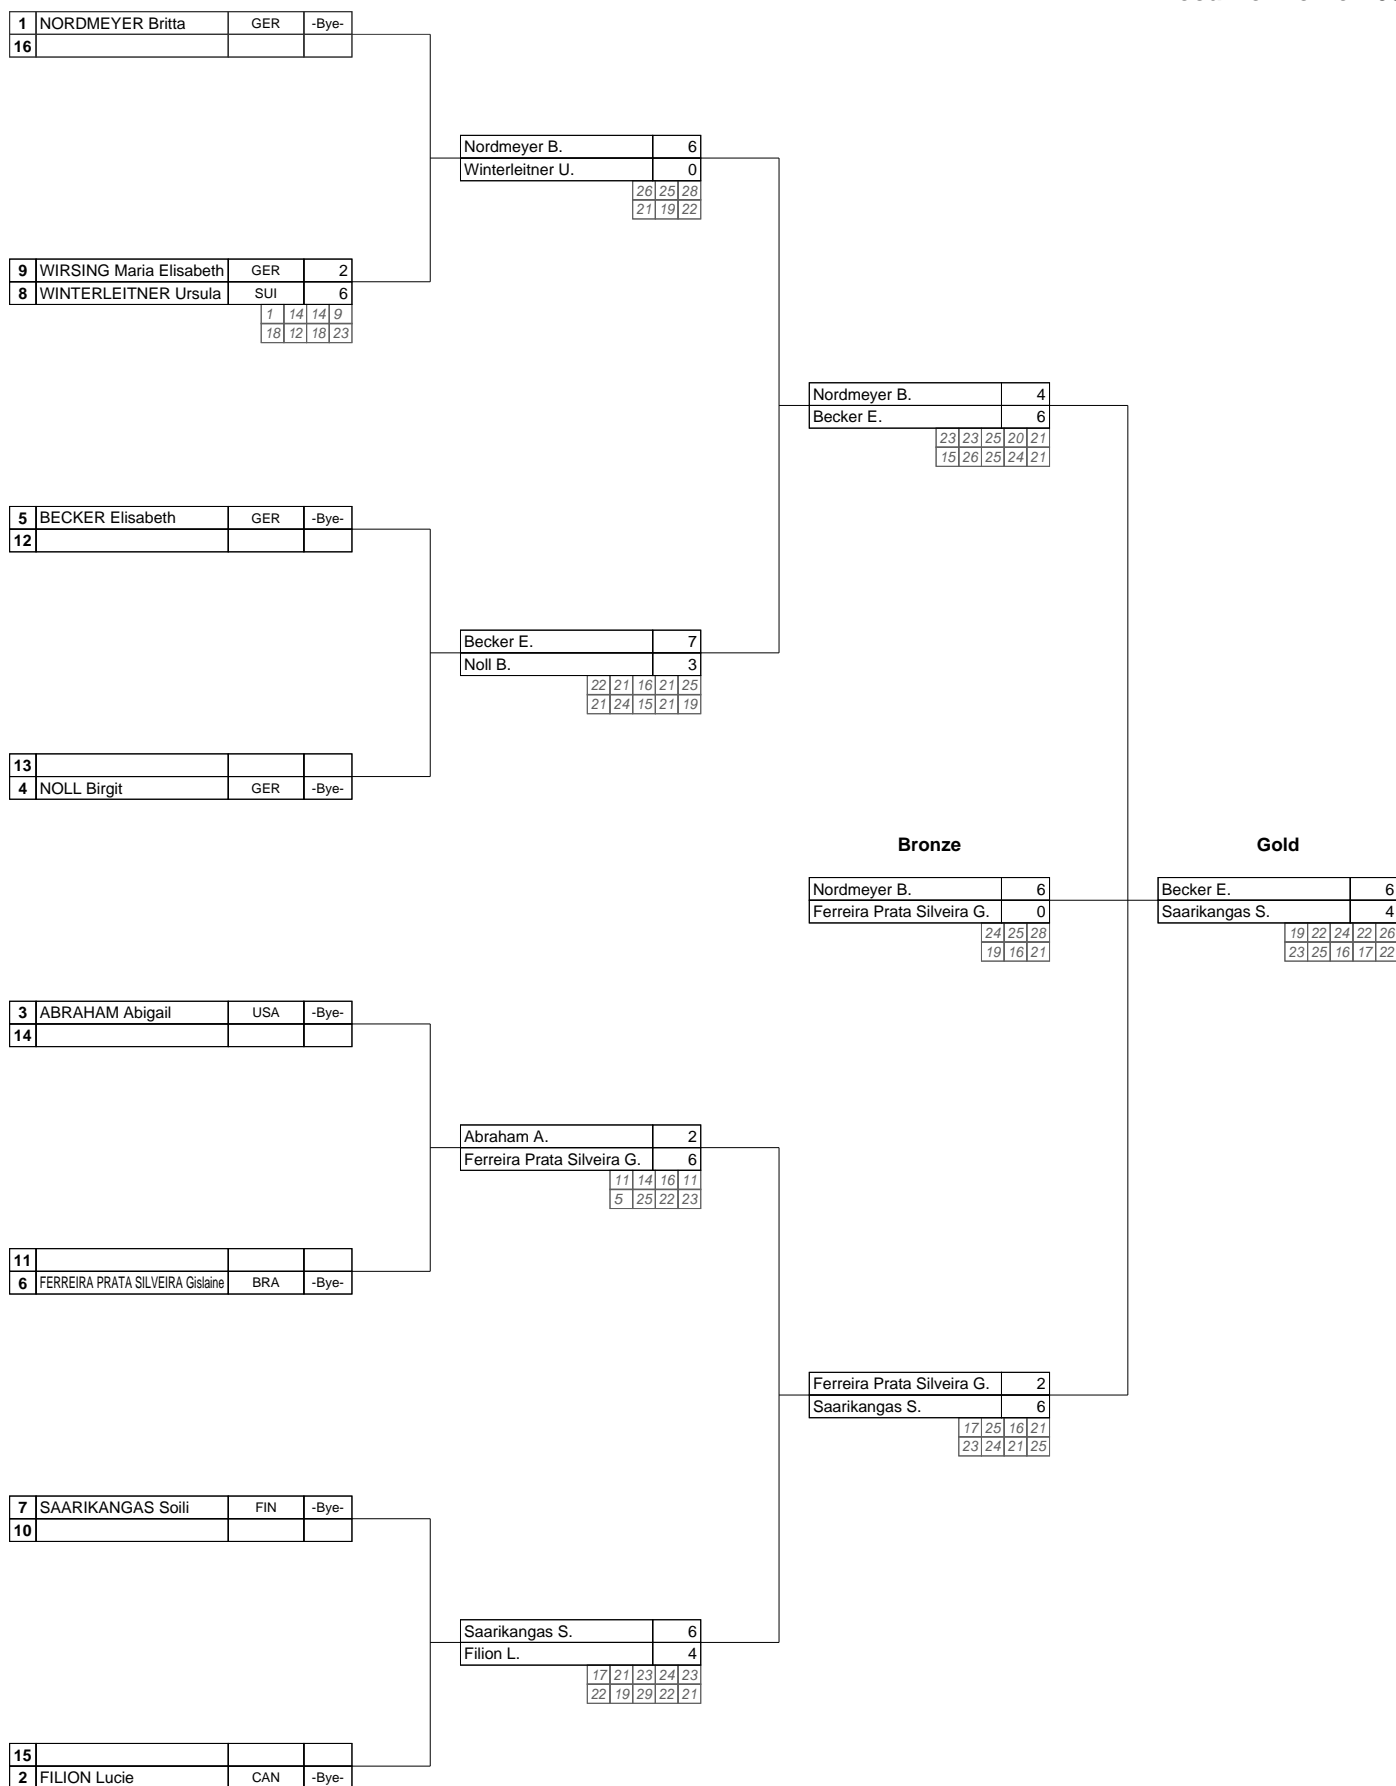 1 NORDMEYER Britta GER -Bye-
16
Nordmeyer B. 6
Winterleitner U. 0
26 25 28
21 19 22
9 WIRSING Maria Elisabeth GER 2
8 WINTERLEITNER Ursula SUI 6
1 14 14 9
18 12 18 23
Nordmeyer B. 4
Becker E. 6
23 23 25 20 21
15 26 25 24 21
5 BECKER Elisabeth GER -Bye-
12
Becker E. 7
Noll B. 3
22 21 16 21 25
21 24 15 21 19
13
4 NOLL Birgit GER -Bye-
Bronze Gold
Nordmeyer B. 6 Becker E. 6
Ferreira Prata Silveira G. 0 Saarikangas S. 4
24 25 28 19 22 24 22 26
19 16 21 23 25 16 17 22
3 ABRAHAM Abigail USA -Bye-
14
Abraham A. 2
Ferreira Prata Silveira G. 6
11 14 16 11
5 25 22 23
11
6 FERREIRA PRATA SILVEIRA Gislaine BRA -Bye-
Ferreira Prata Silveira G. 2
Saarikangas S. 6
17 25 16 21
23 24 21 25
7 SAARIKANGAS Soili FIN -Bye-
10
Saarikangas S. 6
Filion L. 4
17 21 23 24 23
22 19 29 22 21
15
2 FILION Lucie CAN -Bye-